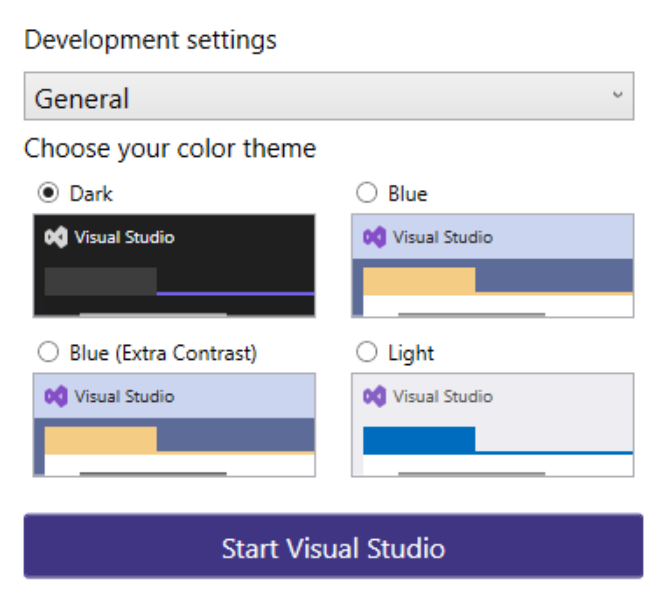 Development settings
General
Choose your color theme
Dark
Blue
Visual Studio
Visual Studio
Blue (Extra Contrast)
Light
Visual Studio
Visual Studio
Start Visual Studio